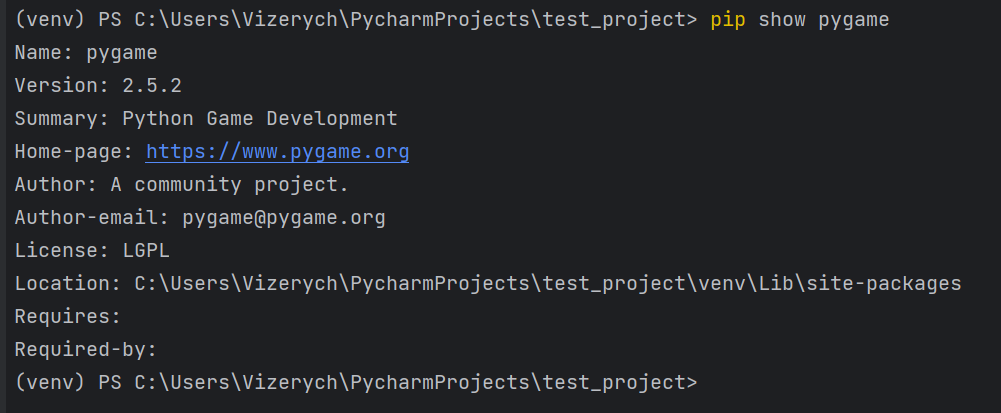 (venv) PS C:\Users\Vizerych\PycharmProjects\test_project> pip show pygame
Name: pygame
Version: 2.5.2
Summary: Python Game Development
Home-page: https://www.pygame.org
Author: A community project.
Author-email: pygame@pygame.org
License: LGPL
Location: C:\Users\Vizerych\PycharmProjects\test_project\venv\Lib\site-packages
Requires:
Required-by:
(venv) PS C:\Users\Vizerych\PycharmProjects\test_project>